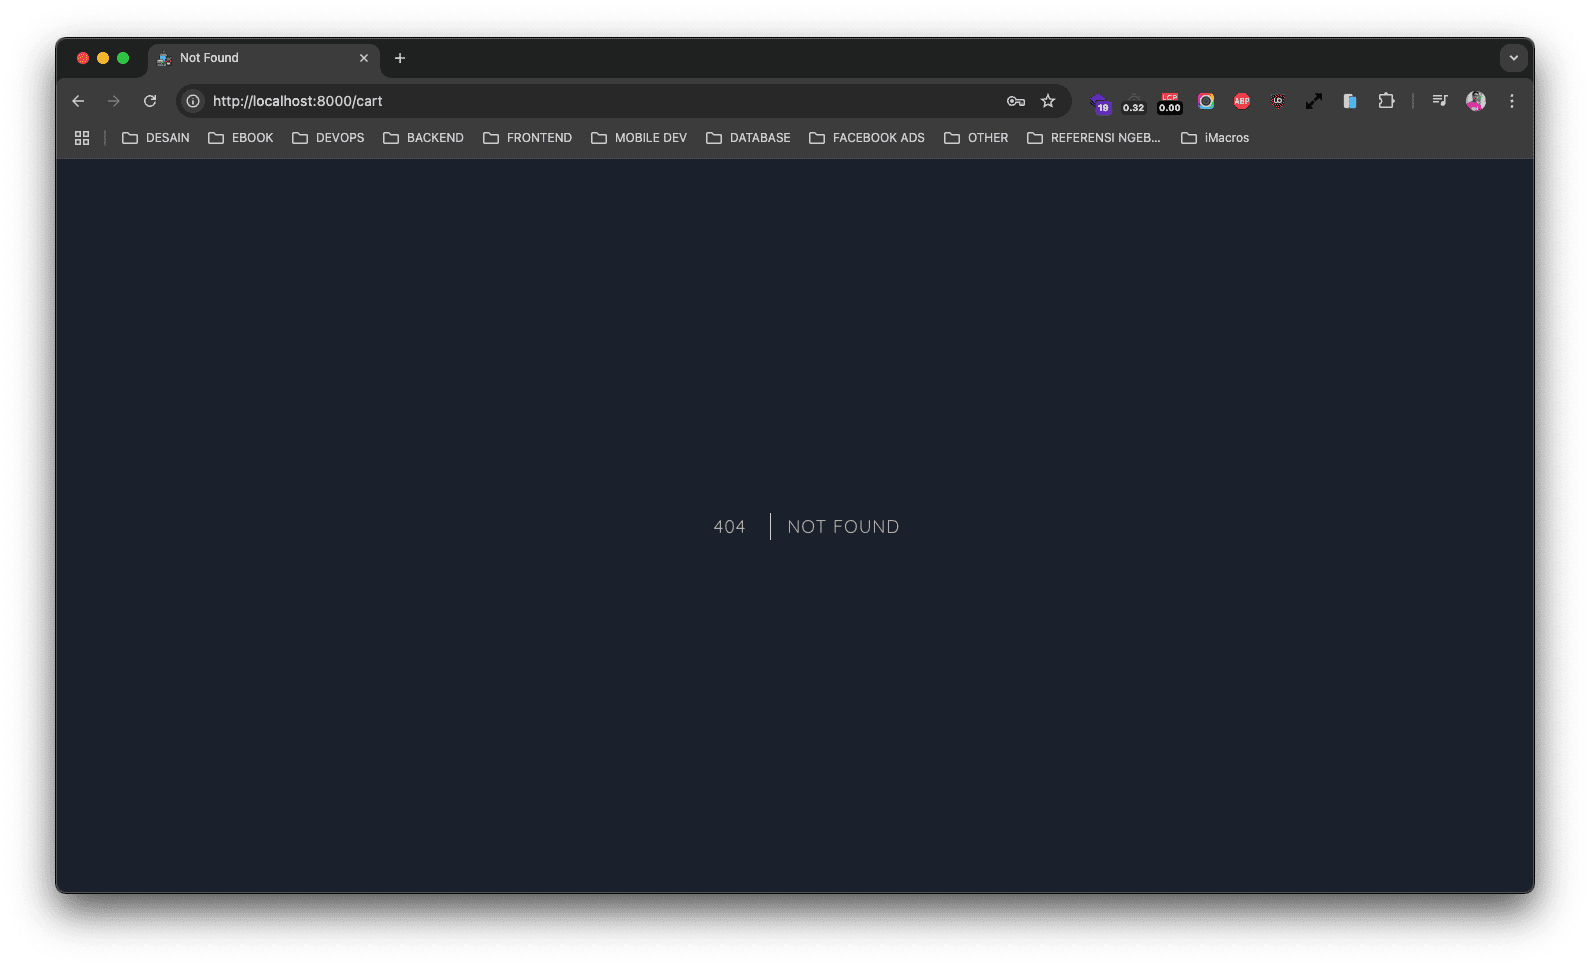 Not Found
http://localhost:8000/cart
19
0.32
LCP
0.00
ABP
DESAIN
EBOOK
DEVOPS
BACKEND
FRONTEND
MOBILE DEV
DATABASE
FACEBOOK ADS
OTHER
REFERENSI NGEB...
iMacros
404
NOT FOUND